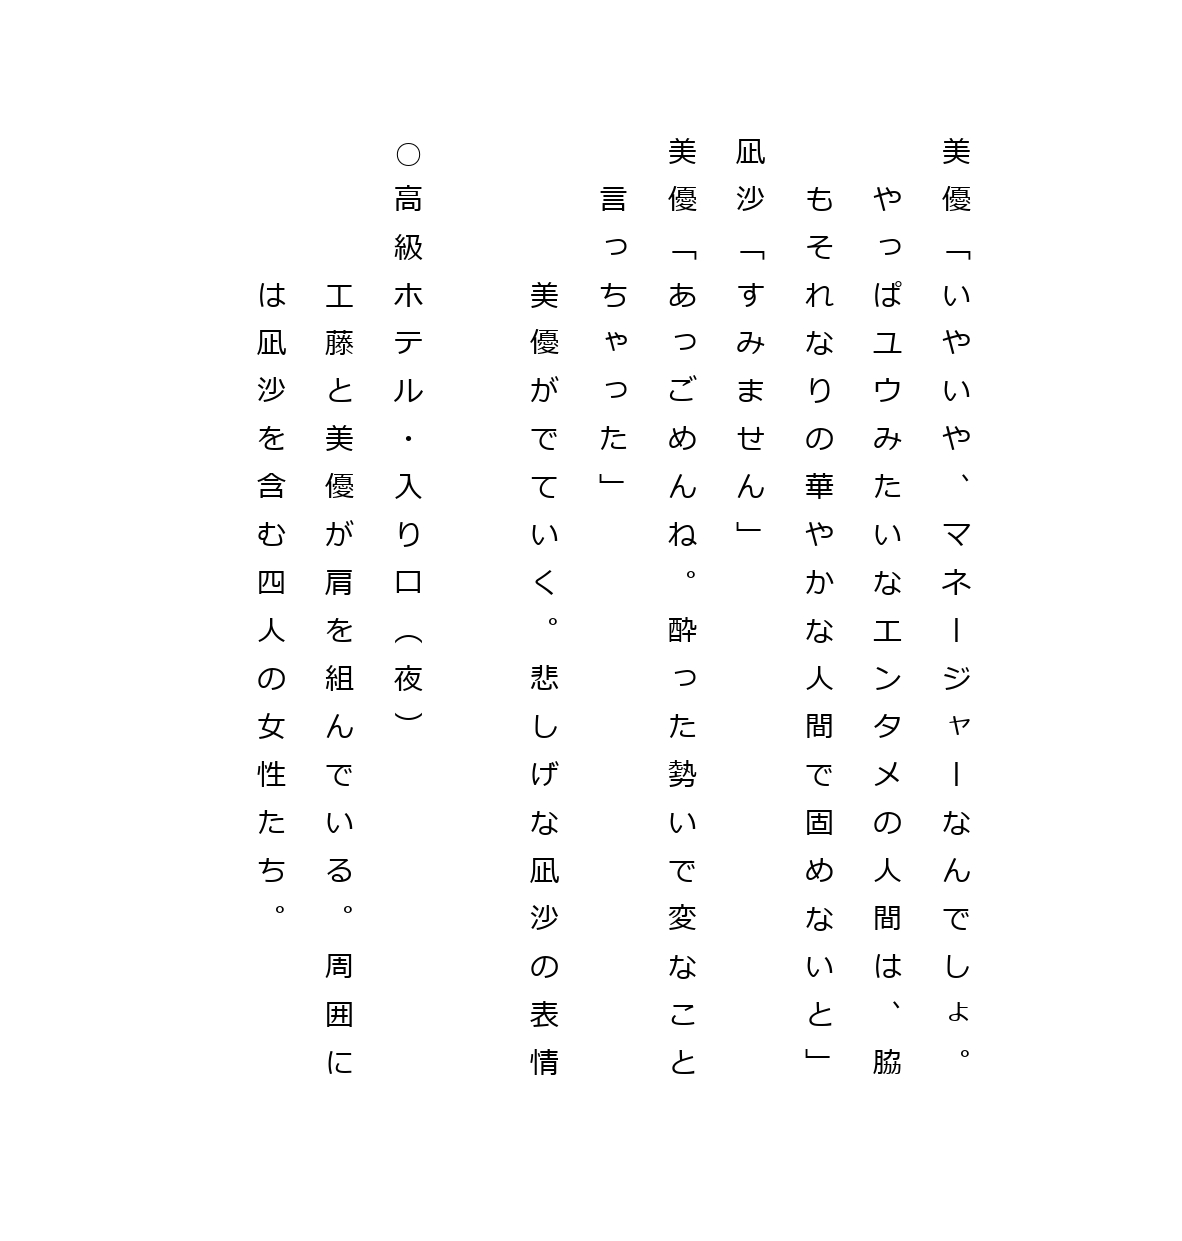 美優「いやいや、マネージャーなんでしょ。
やっぱユウみたいなエンタメの人間は、脇
もそれなりの華やかな人間で固めないと」
凪沙「すみません」
美優「あっごめんね。酔った勢いで変なこと
言っちゃった」
美優がでていく。悲しげな凪沙の表情
○高級ホテル・入り口（夜）
工藤と美優が肩を組んでいる。周囲に
は凪沙を含む四人の女性たち。